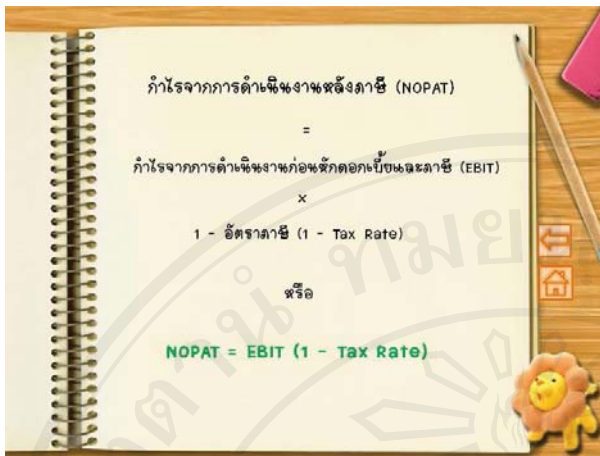 กำไรจากการดำเนินงานหลังภาษี (NOPAT)
=
กำไรจากการดำเนินงานก่อนหักดอกเบี้ยและภาษี (EBIT)
×
1 - อัตราภาษี (1 - Tax Rate)
หรือ
NOPAT = EBIT (1 - Tax Rate)